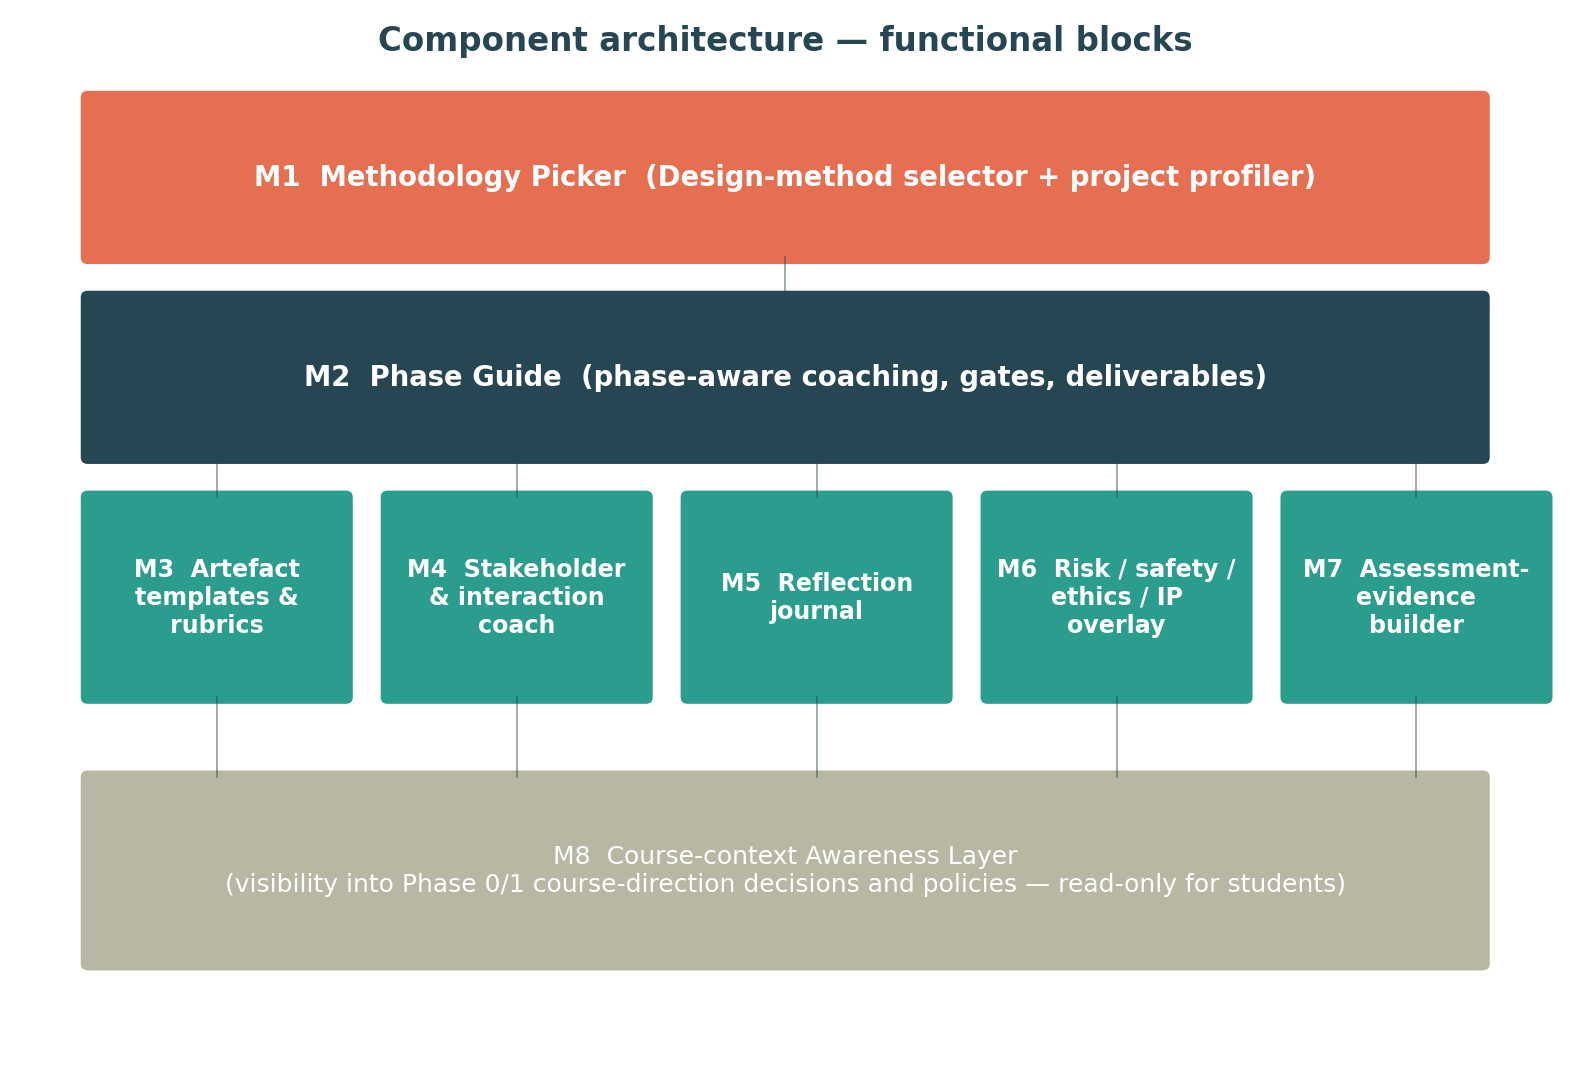 Component architecture — functional blocks
M1  Methodology Picker  (Design-method selector + project profiler)
M2  Phase Guide  (phase-aware coaching, gates, deliverables)
M3  Artefact
templates &
rubrics
M4  Stakeholder
& interaction
coach
M5  Reflection
journal
M6  Risk / safety /
ethics / IP
overlay
M7  Assessment-
evidence
builder
M8  Course-context Awareness Layer
(visibility into Phase 0/1 course-direction decisions and policies — read-only for students)